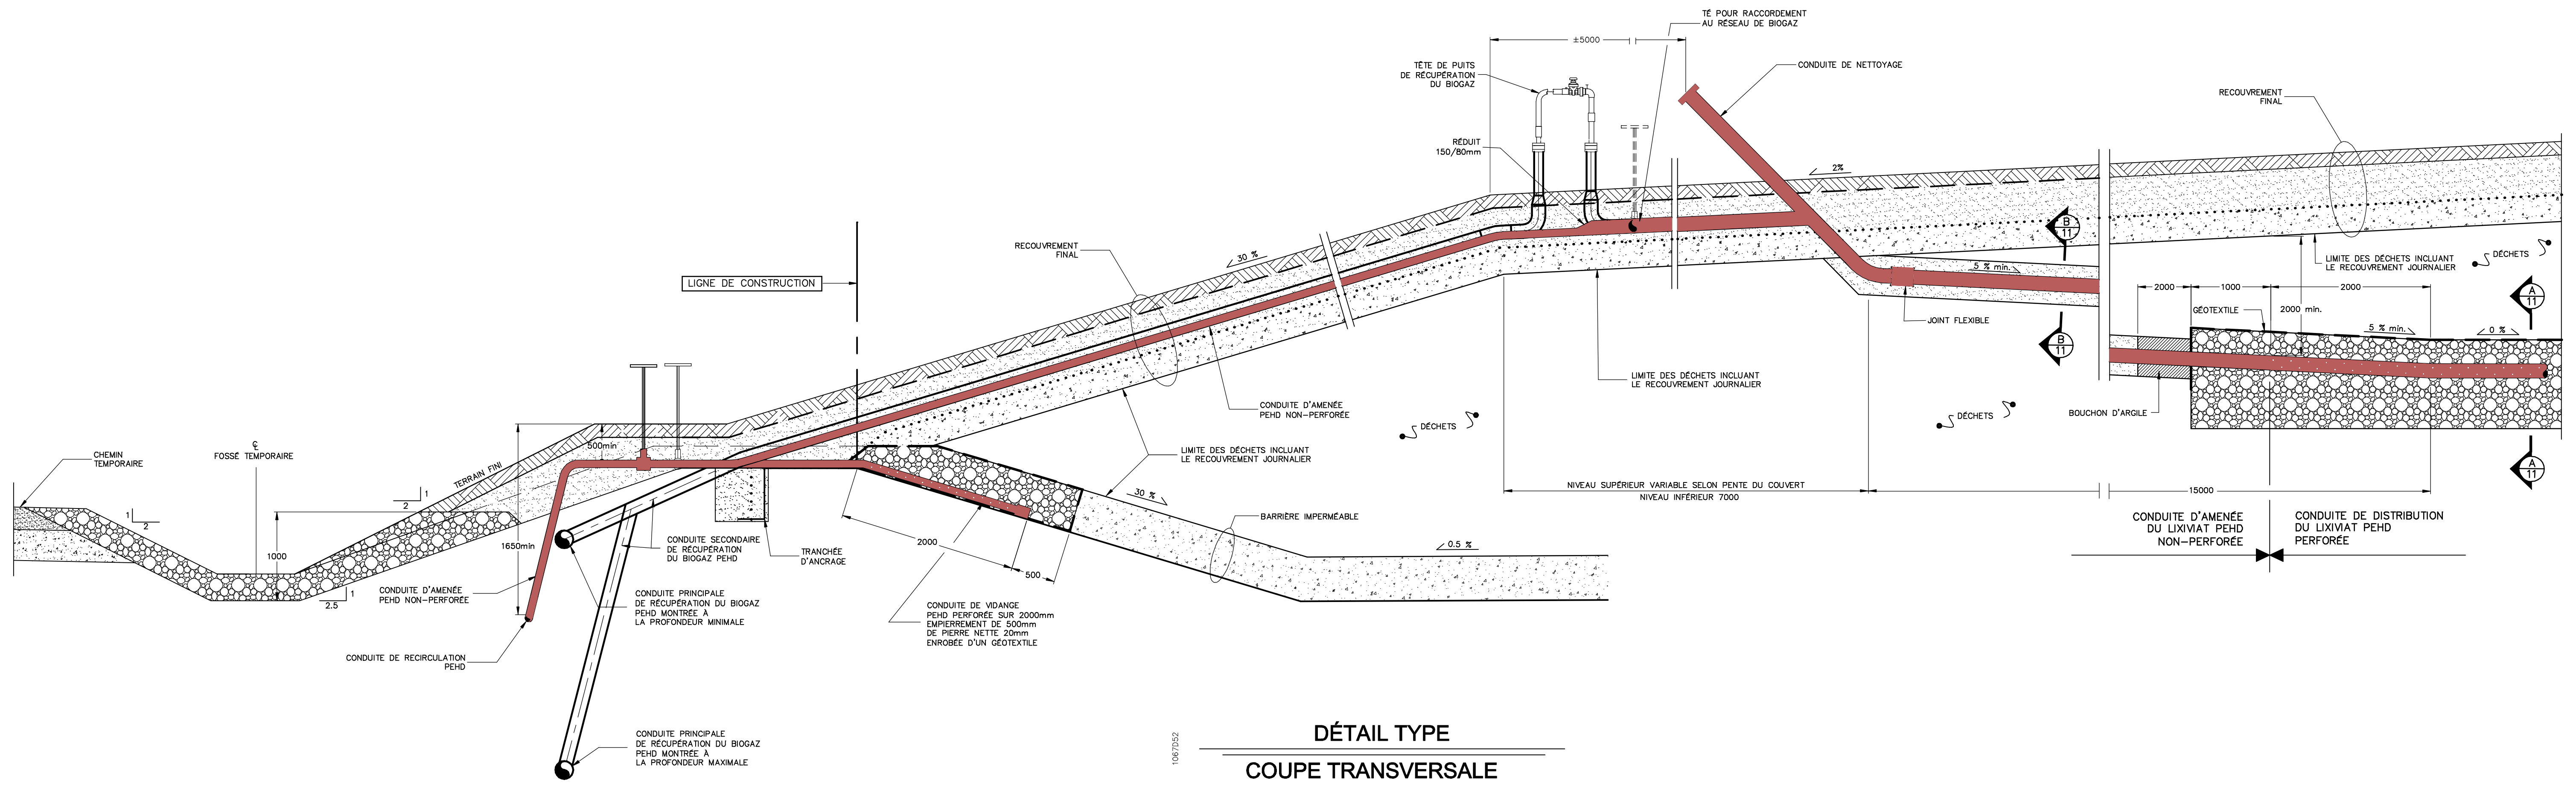 TÉ POUR RACCORDEMENT
AU RÉSEAU DE BIOGAZ
±5000
TÊTE DE PUITS
DE RÉCUPÉRATION
DU BIOGAZ
CONDUITE DE NETTOYAGE
RECOUVREMENT
FINAL
RÉDUIT
150/80mm
2%
B
11
RECOUVREMENT
FINAL
30 %
LIGNE DE CONSTRUCTION
DÉCHETS
LIMITE DES DÉCHETS INCLUANT
LE RECOUVREMENT JOURNALIER
5 % min.
2000
1000
2000
A
11
GÉOTEXTILE
2000 min.
JOINT FLEXIBLE
5 % min.
0 %
B
11
LIMITE DES DÉCHETS INCLUANT
LE RECOUVREMENT JOURNALIER
CONDUITE D'AMENÉE
PEHD NON-PERFORÉE
BOUCHON D'ARGILE
DÉCHETS
DÉCHETS
500min
℄
FOSSÉ TEMPORAIRE
CHEMIN
TEMPORAIRE
TERRAIN FINI
LIMITE DES DÉCHETS INCLUANT
LE RECOUVREMENT JOURNALIER
A
11
NIVEAU SUPÉRIEUR VARIABLE SELON PENTE DU COUVERT
NIVEAU INFÉRIEUR 7000
15000
30 %
1
2
1
2
BARRIÈRE IMPERMÉABLE
CONDUITE D'AMENÉE
DU LIXIVIAT PEHD
NON-PERFORÉE
CONDUITE DE DISTRIBUTION
DU LIXIVIAT PEHD
PERFORÉE
1000
1650min
CONDUITE SECONDAIRE
DE RÉCUPÉRATION
DU BIOGAZ PEHD
TRANCHÉE
D'ANCRAGE
2000
500
0.5 %
1
2.5
CONDUITE D'AMENÉE
PEHD NON-PERFORÉE
CONDUITE PRINCIPALE
DE RÉCUPÉRATION DU BIOGAZ
PEHD MONTRÉE À
LA PROFONDEUR MINIMALE
CONDUITE DE VIDANGE
PEHD PERFORÉE SUR 2000mm
EMPIERREMENT DE 500mm
DE PIERRE NETTE 20mm
ENROBÉE D'UN GÉOTEXTILE
CONDUITE DE RECIRCULATION
PEHD
CONDUITE PRINCIPALE
DE RÉCUPÉRATION DU BIOGAZ
PEHD MONTRÉE À
LA PROFONDEUR MAXIMALE
1067D52
DÉTAIL TYPE
COUPE TRANSVERSALE